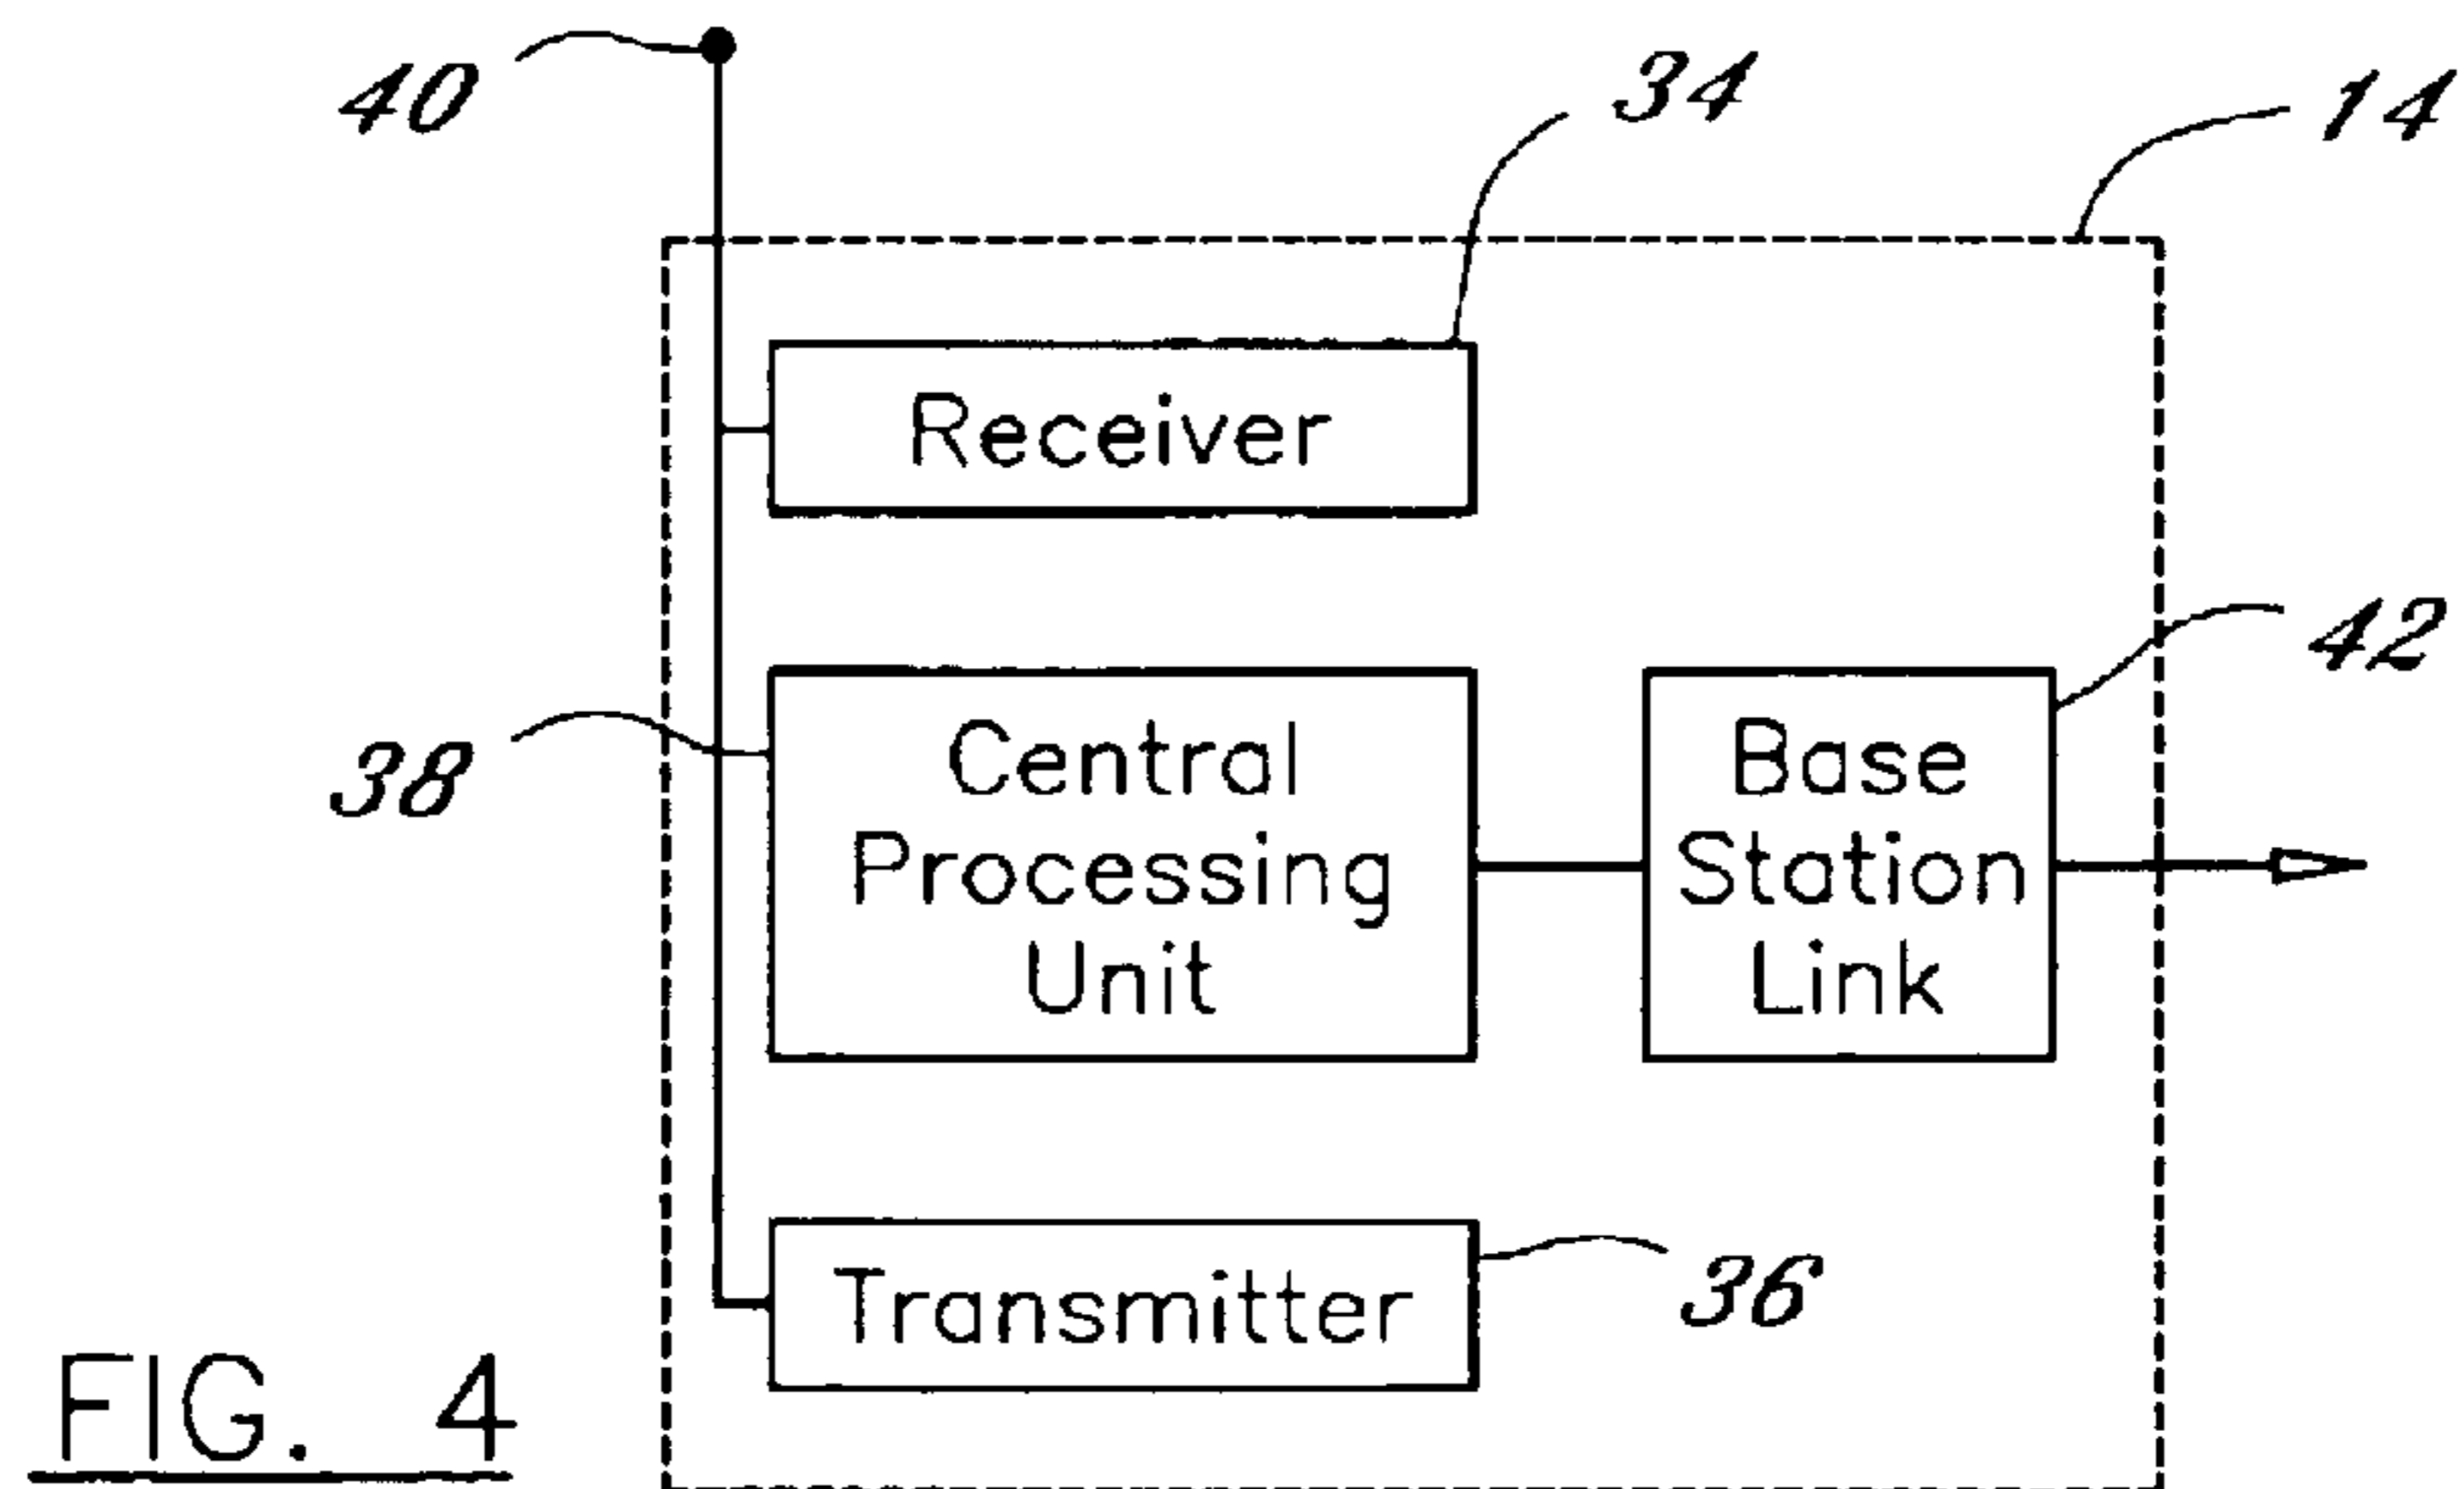 40
34
14
Receiver
42
38
Central
Processing
Unit
Base
Station
Link
Transmitter
36
FIG. 4